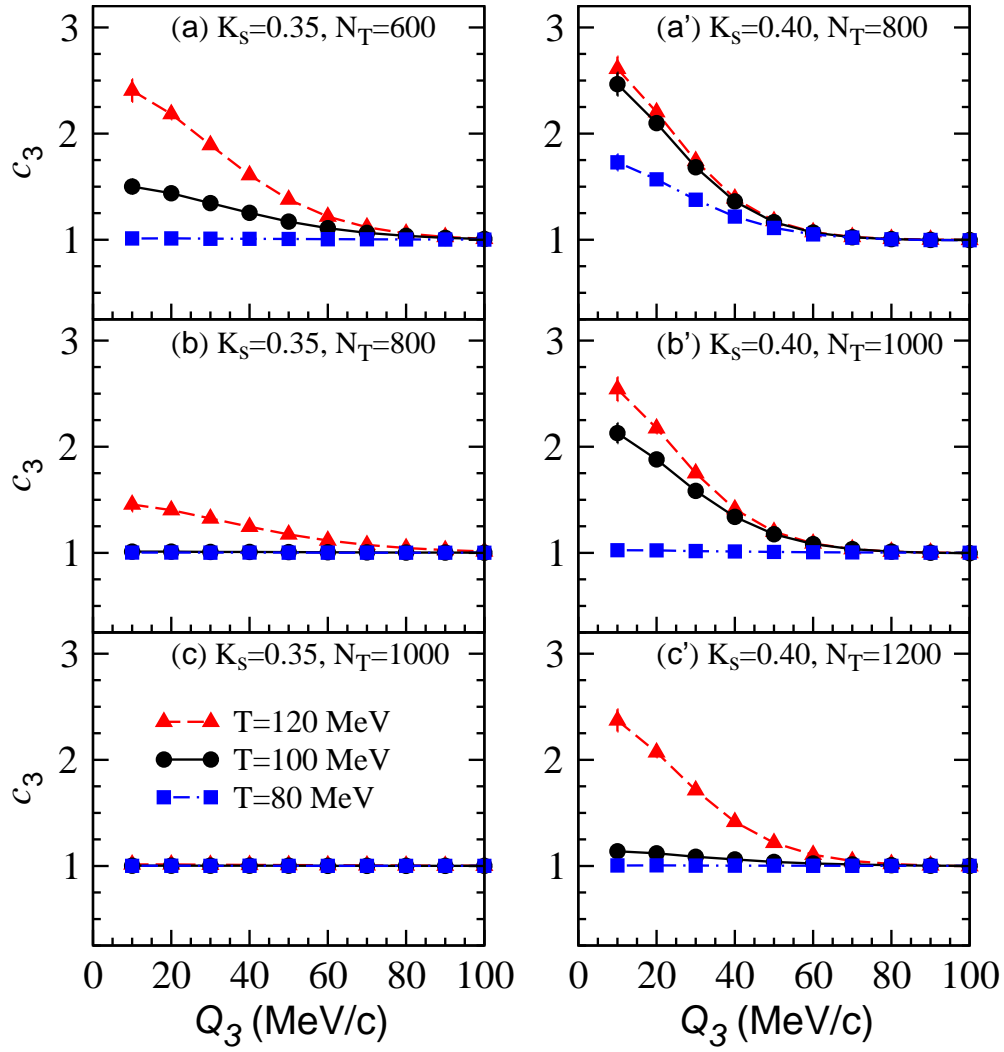 (a) K_s=0.35, N_T=600
(a') K_s=0.40, N_T=800
3
2
1
c_3
3
2
1
c_3
(b) K_s=0.35, N_T=800
(b') K_s=0.40, N_T=1000
3
2
1
c_3
3
2
1
c_3
(c) K_s=0.35, N_T=1000
(c') K_s=0.40, N_T=1200
3
2
1
c_3
T=120 MeV
T=100 MeV
T=80 MeV
3
2
1
c_3
0 20 40 60 80 100
0 20 40 60 80 100
Q_3 (MeV/c)
Q_3 (MeV/c)